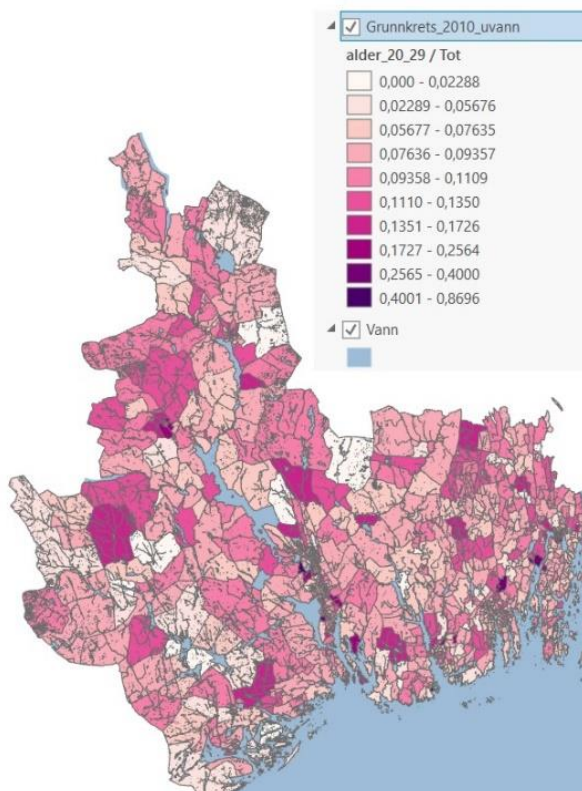 Grunnkrets_2010_uvann
alder_20_29 / Tot
0,000 - 0,02288
0,02289 - 0,05676
0,05677 - 0,07635
0,07636 - 0,09357
0,09358 - 0,1109
0,1110 - 0,1350
0,1351 - 0,1726
0,1727 - 0,2564
0,2565 - 0,4000
0,4001 - 0,8696
Vann